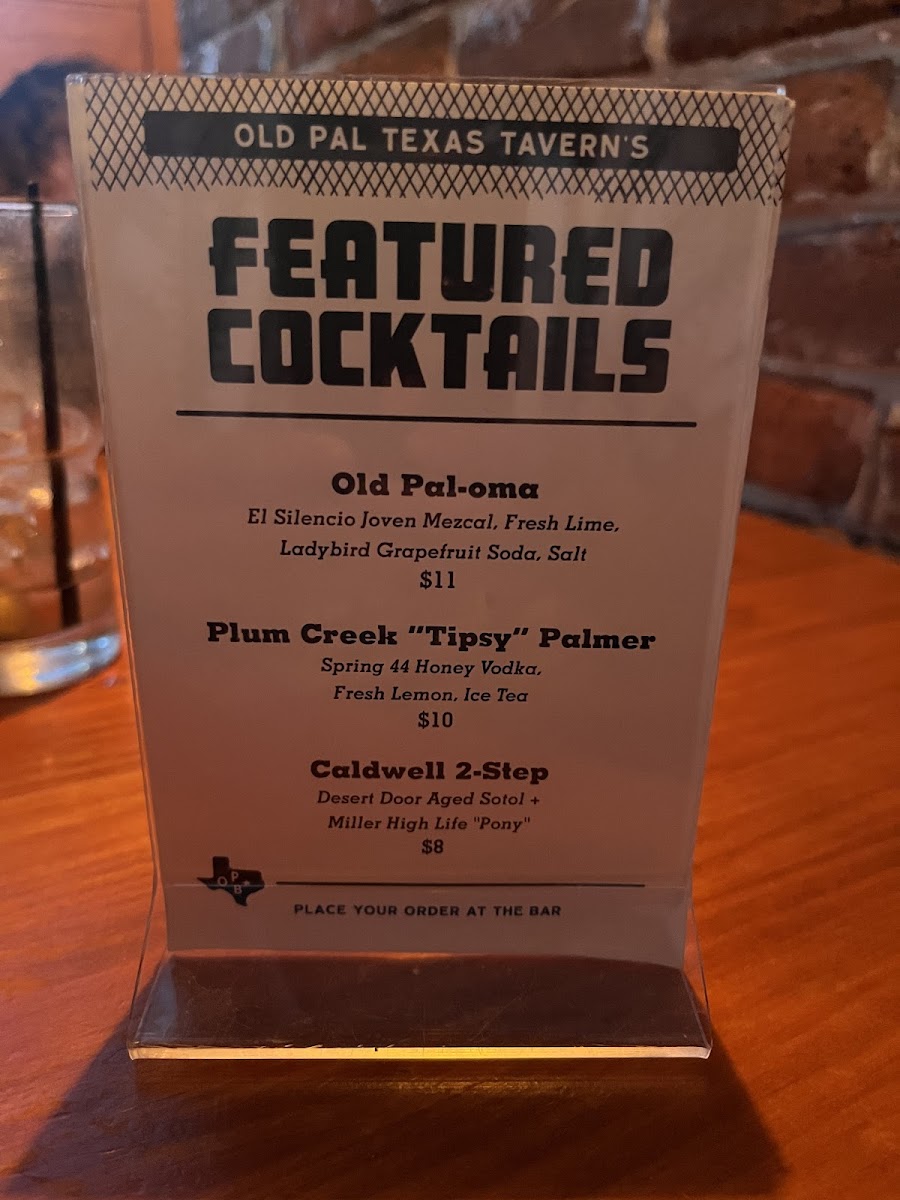 OLD PAL TEXAS TAVERN'S
FEATURED
COCKTAILS
Old Pal-oma
El Silencio Joven Mezcal, Fresh Lime,
Ladybird Grapefruit Soda, Salt
$11
Plum Creek "Tipsy" Palmer
Spring 44 Honey Vodka,
Fresh Lemon, Ice Tea
$10
Caldwell 2-Step
Desert Door Aged Sotol +
Miller High Life "Pony"
$8
OPB
PLACE YOUR ORDER AT THE BAR